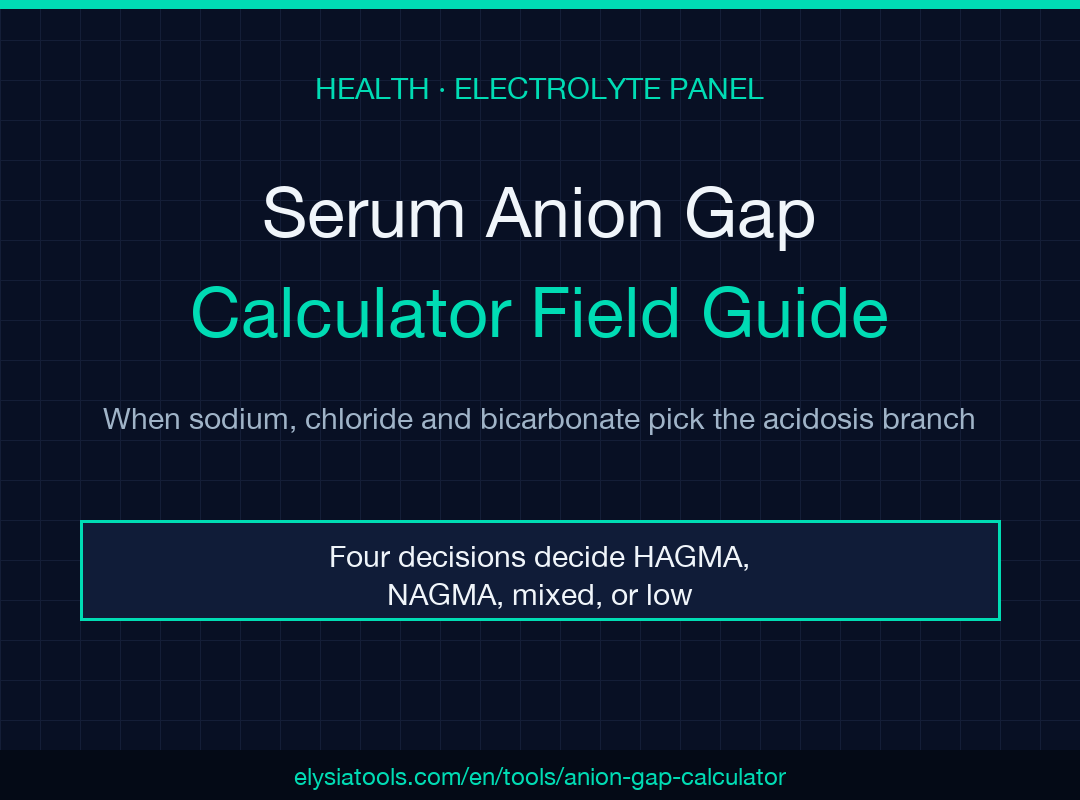 HEALTH · ELECTROLYTE PANEL
Serum Anion Gap
Calculator Field Guide
When sodium, chloride and bicarbonate pick the acidosis branch
Four decisions decide HAGMA,
NAGMA, mixed, or low
elysiatools.com/en/tools/anion-gap-calculator